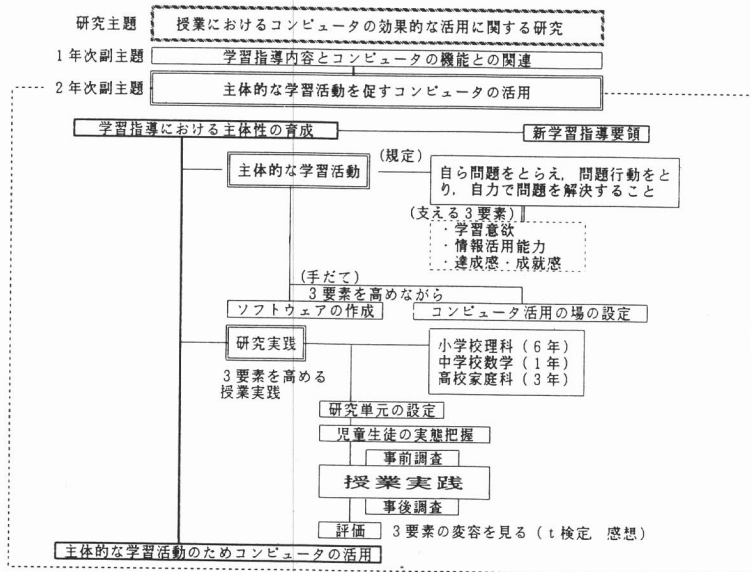 研究主題 授業におけるコンピュータの効果的な活用に関する研究
1年次副主題 学習指導内容とコンピュータの機能との関連
2年次副主題 主体的な学習活動を促すコンピュータの活用
学習指導における主体性の育成 新学習指導要領
主体的な学習活動
(規定)
自ら問題をとらえ,問題行動をと
り,自力で問題を解決すること
(支える3要素)
・学習意欲
・情報活用能力
・達成感・成就感
(手だて)
3要素を高めながら
ソフトウェアの作成 コンピュータ活用の場の設定
研究実践
3要素を高める
授業実践
小学校理科(6年)
中学校数学(1年)
高校家庭科(3年)
研究単元の設定
児童生徒の実態把握
事前調査
授業実践
事後調査
評価 3要素の変容を見る(t検定,感想)
主体的な学習活動のためコンピュータの活用